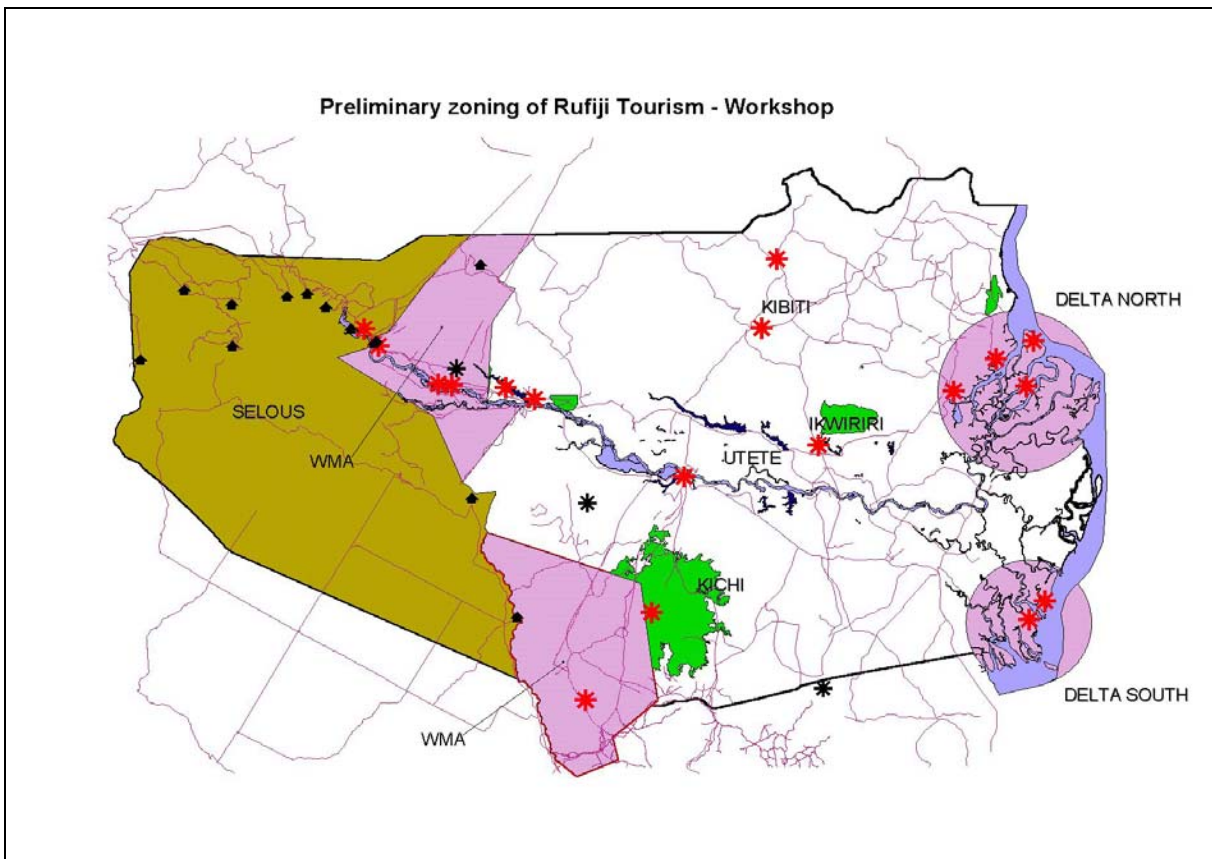 Preliminary zoning of Rufiji Tourism - Workshop
DELTA NORTH
KIBITI
SELOUS
IKWIRIRI
UTETE
WMA
KICHI
DELTA SOUTH
WMA